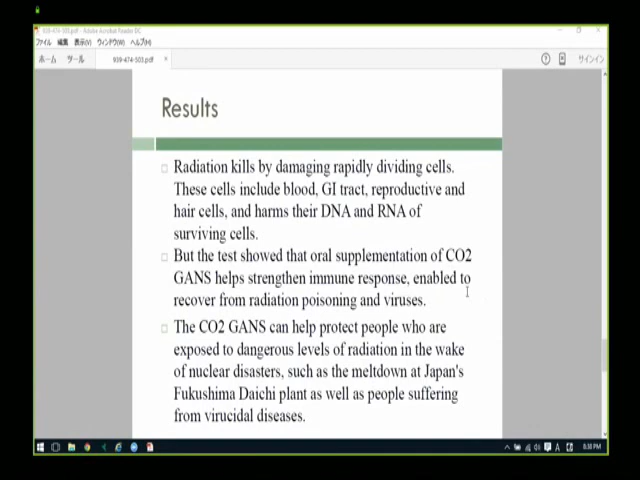 939-474-503.pdf - Adobe Acrobat Reader DC
ファイル 編集 表示(V) ウィンドウ(W) ヘルプ(H)
ホーム ツール 939-474-503.pdf × サインイン
Results
Radiation kills by damaging rapidly dividing cells.
These cells include blood, GI tract, reproductive and
hair cells, and harms their DNA and RNA of
surviving cells.
But the test showed that oral supplementation of CO2
GANS helps strengthen immune response, enabled to
recover from radiation poisoning and viruses.
The CO2 GANS can help protect people who are
exposed to dangerous levels of radiation in the wake
of nuclear disasters, such as the meltdown at Japan's
Fukushima Daichi plant as well as people suffering
from virucidal diseases.
A 8:38 PM